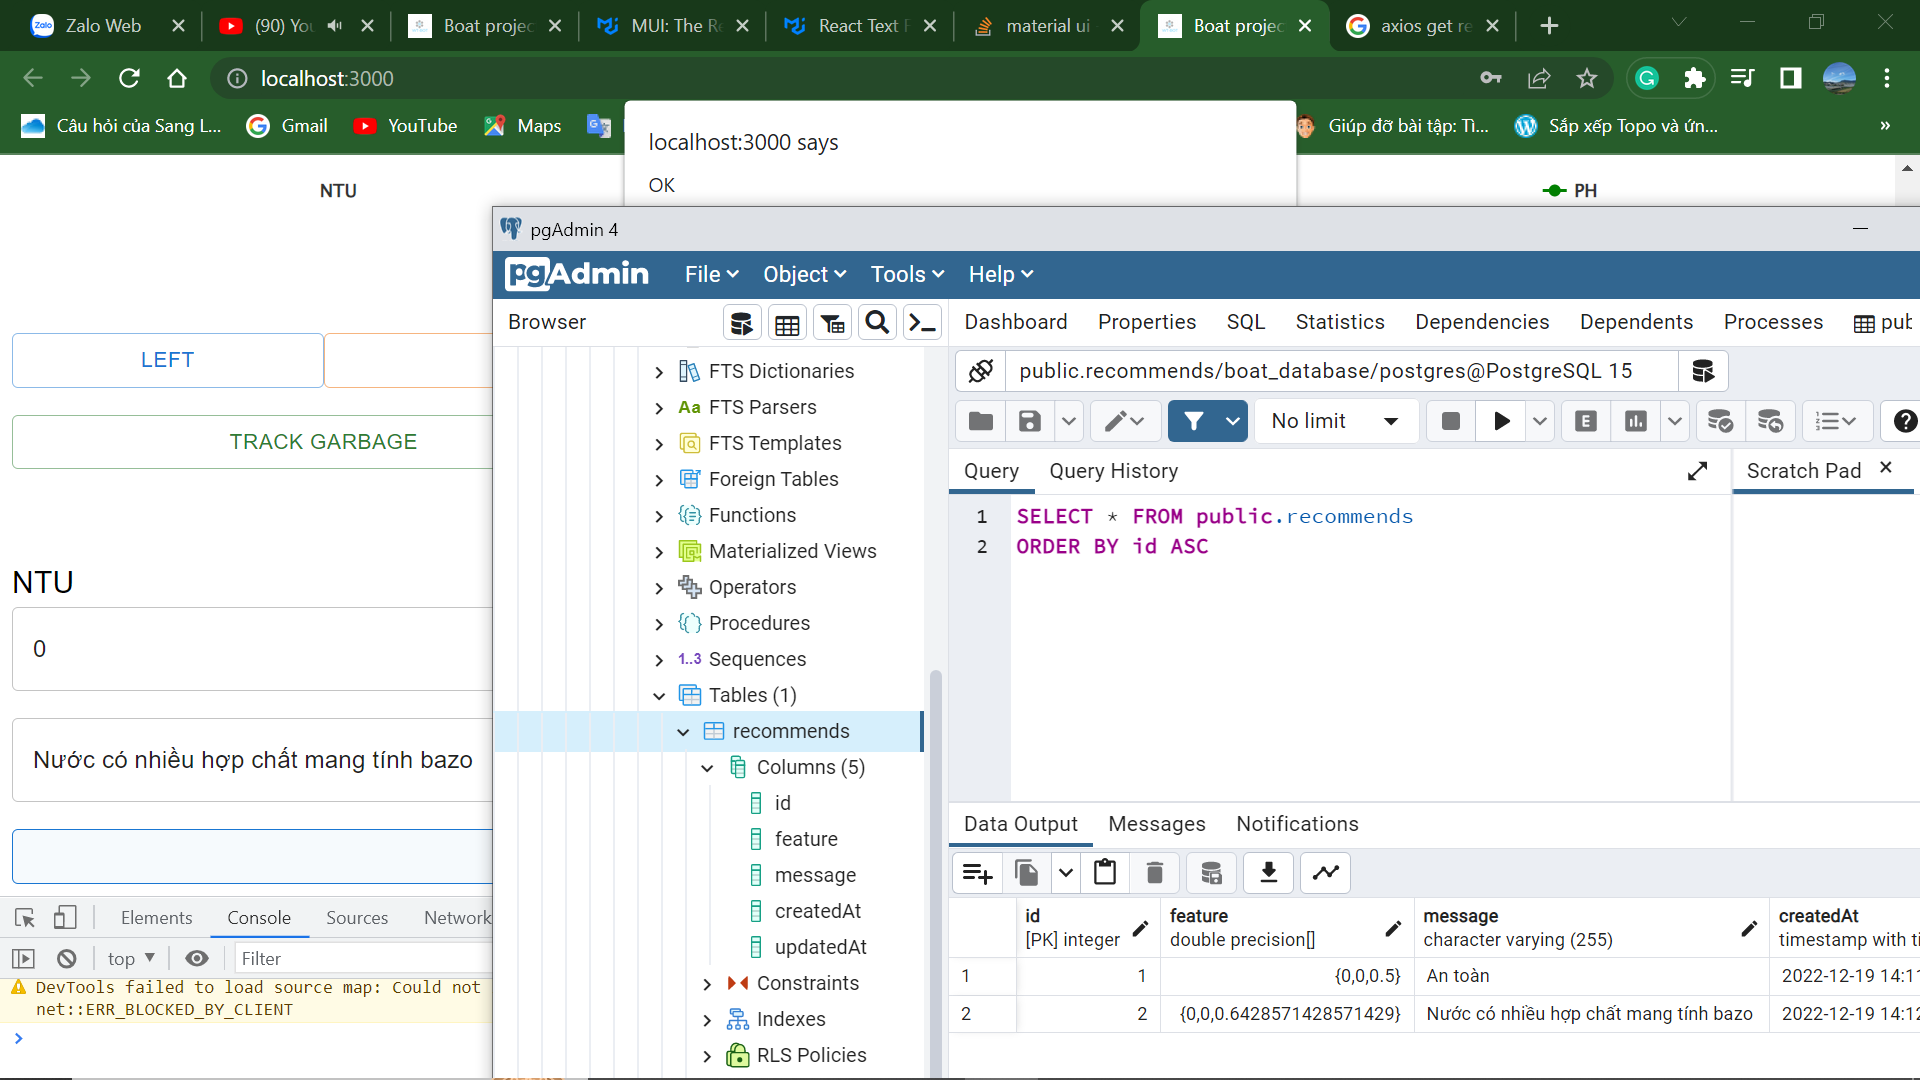 Zalo Web
(90) You
Boat projec
MUI: The Re
React Text F
material ui
Boat projec
axios get re
localhost:3000
Câu hỏi của Sang L...
Gmail
YouTube
Maps
Giúp đỡ bài tập: Tì...
Sắp xếp Topo và ứn...
»
localhost:3000 says
OK
NTU
PH
LEFT
TRACK GARBAGE
NTU
0
Nước có nhiều hợp chất mang tính bazo
Elements
Console
Sources
Network
top
Filter
DevTools failed to load source map: Could not
net::ERR_BLOCKED_BY_CLIENT
pgAdmin 4
pgAdmin
File
Object
Tools
Help
Browser
Dashboard
Properties
SQL
Statistics
Dependencies
Dependents
Processes
pub
FTS Dictionaries
Aa FTS Parsers
FTS Templates
Foreign Tables
Functions
Materialized Views
Operators
Procedures
1..3 Sequences
Tables (1)
recommends
Columns (5)
id
feature
message
createdAt
updatedAt
Constraints
Indexes
RLS Policies
public.recommends/boat_database/postgres@PostgreSQL 15
No limit
E
Query
Query History
Scratch Pad
1 SELECT * FROM public.recommends
2 ORDER BY id ASC
Data Output
Messages
Notifications
id
[PK] integer
feature
double precision[]
message
character varying (255)
createdAt
timestamp with ti
1 1 {0,0,0.5} An toàn 2022-12-19 14:11
2 2 {0,0,0.6428571428571429} Nước có nhiều hợp chất mang tính bazo 2022-12-19 14:12